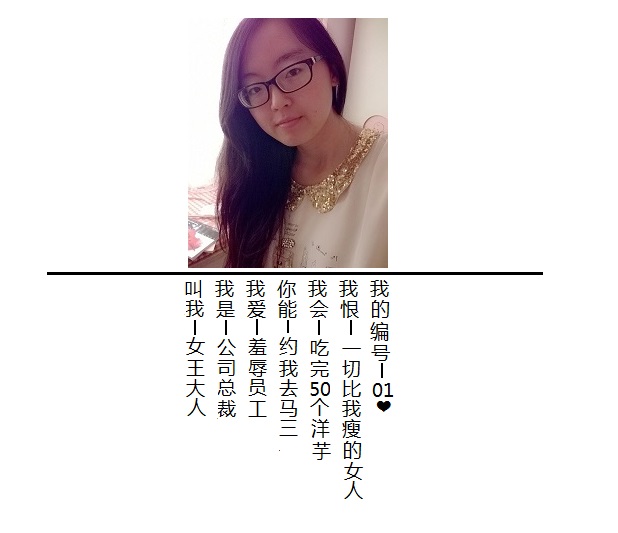 我的编号—01❤
我恨—一切比我瘦的女人
我会—吃完50个洋芋
你能—约我去马三
我爱—羞辱员工
我是—公司总裁
叫我—女王大人